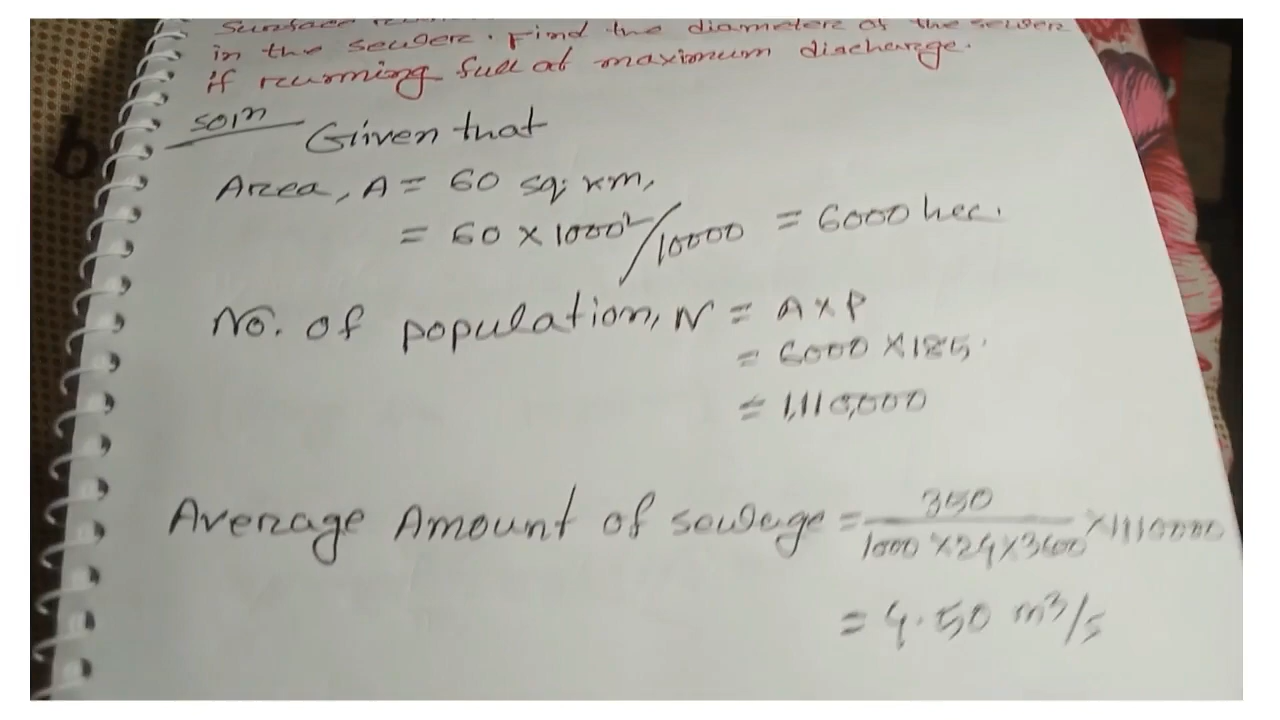 Surface
in the sewer. Find the diameter of the sewer
if running full at maximum discharge.
Soln Given that
Area, A = 60 sq. km,
= 60 × 1000²/10000 = 6000 hec.
No. of population, N = A × P
= 6000 × 185.
= 1,110,000
Average Amount of sewage = 350/1000 × 24 × 3600 × 1110000
= 4.50 m³/s